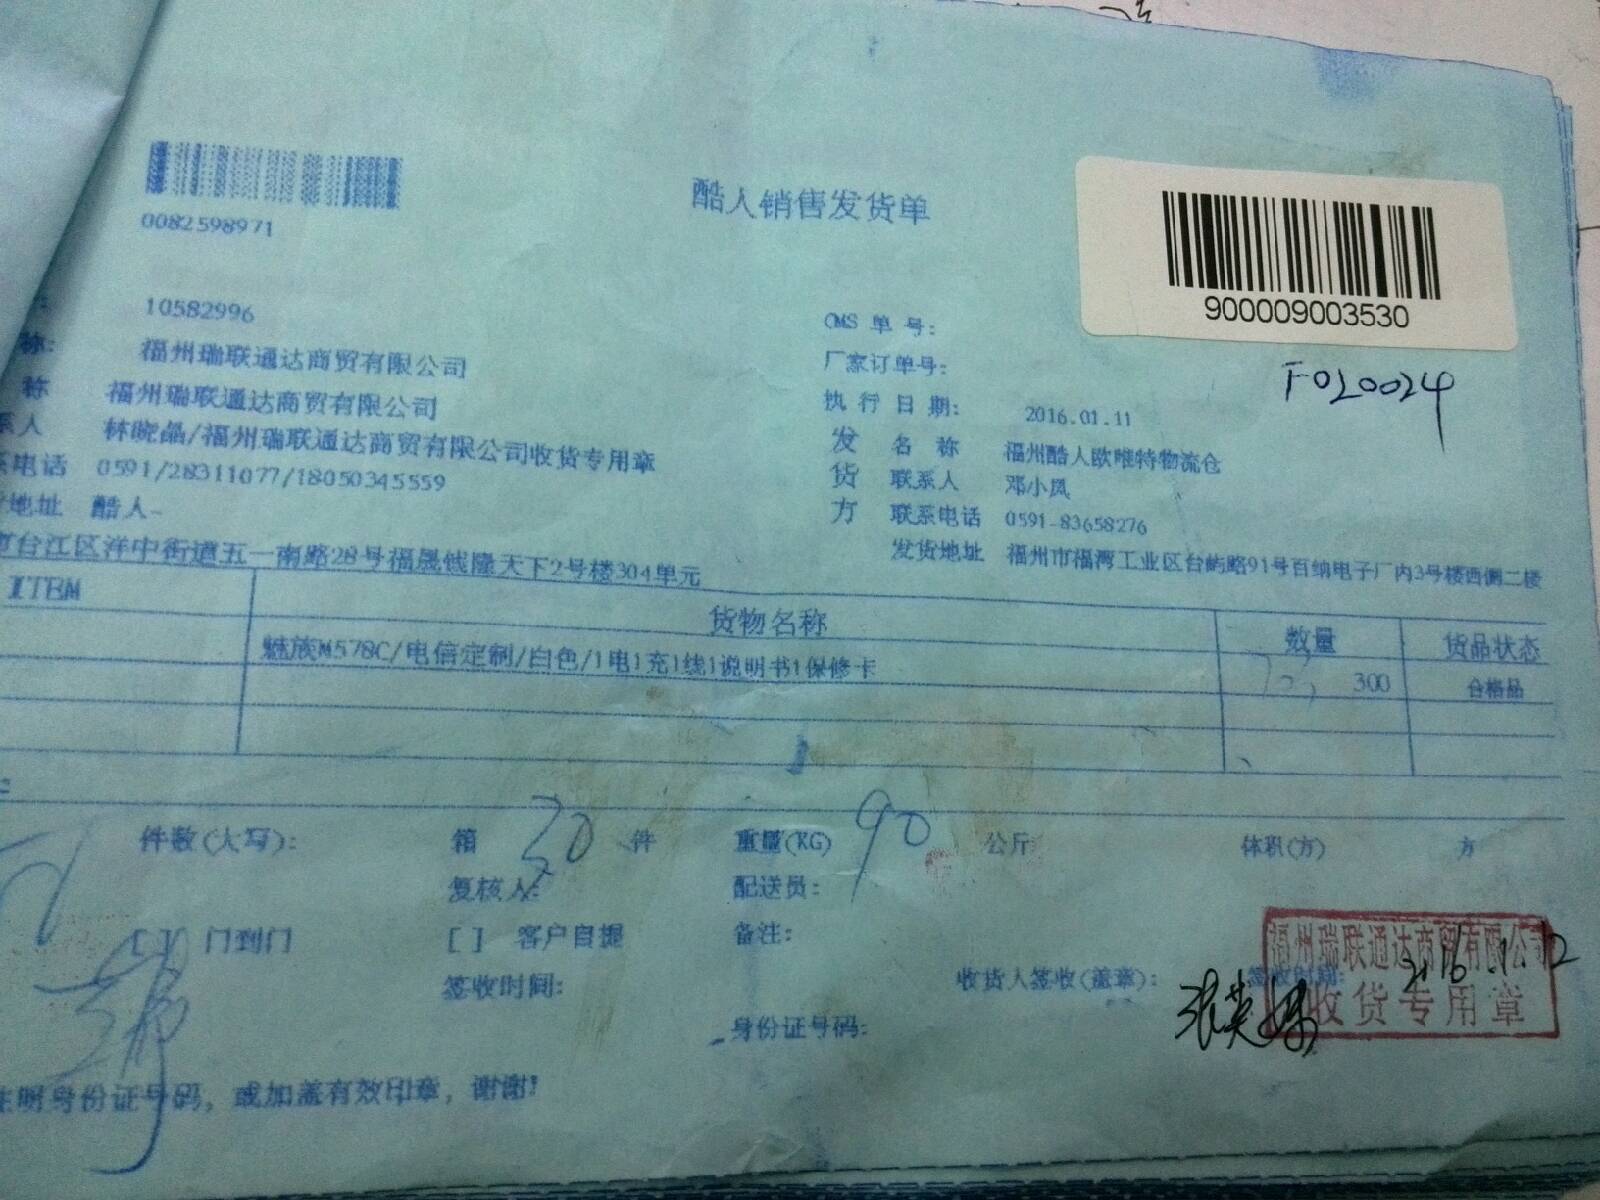 0082598971
酷人销售发货单
900009003530
F020024
10582996
称: 福州瑞联通达商贸有限公司
称 福州瑞联通达商贸有限公司
系人 林晓晶/福州瑞联通达商贸有限公司收货专用章
系电话 0591/28311077/18050345559
地址 酷人-
市台江区洋中街道五一南路28号福晟钱隆天下2号楼304单元
CMS 单 号:
厂家订单号:
执 行 日 期: 2016.01.11
发货方
名 称 福州酷人欧唯特物流仓
联系人 邓小凤
联系电话 0591-83658276
发货地址 福州市福湾工业区台屿路91号百纳电子厂内3号楼西侧二楼
ITEM 货物名称 数量 货品状态
魅族M578C/电信定制/白色/1电1充1线1说明书1保修卡 300 合格品
件数(大写): 箱 30 件 重量(KG) 90 公斤 体积(方) 方
复核人: 配送员:
[ ] 门到门 [ ] 客户自提 备注:
签收时间: 收货人签收(盖章): 签收时间:
身份证号码:
福州瑞联通达商贸有限公司
收货专用章
注明身份证号码，或加盖有效印章，谢谢!